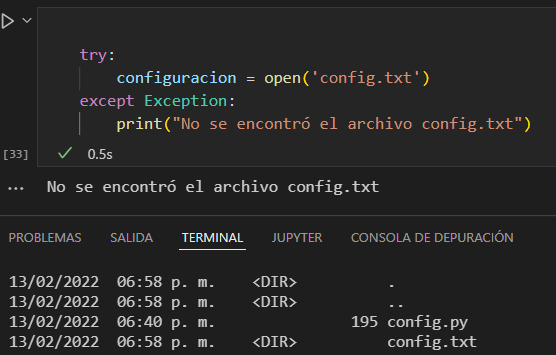 try:
configuracion = open('config.txt')
except Exception:
print("No se encontró el archivo config.txt")
[33] 0.5s
... No se encontró el archivo config.txt
PROBLEMAS SALIDA TERMINAL JUPYTER CONSOLA DE DEPURACIÓN
13/02/2022 06:58 p. m. <DIR> .
13/02/2022 06:58 p. m. <DIR> ..
13/02/2022 06:40 p. m. 195 config.py
13/02/2022 06:58 p. m. <DIR> config.txt